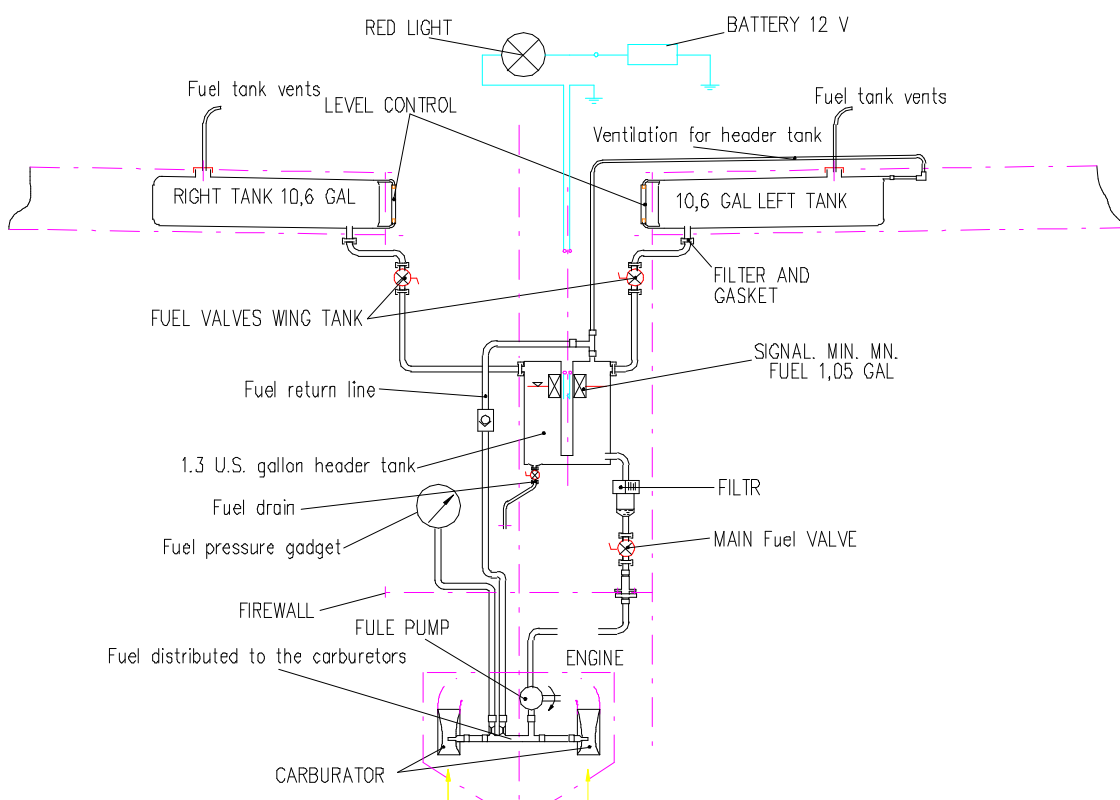 RED LIGHT
BATTERY 12 V
Fuel tank vents
LEVEL CONTROL
Fuel tank vents
Ventilation for header tank
RIGHT TANK 10,6 GAL
10,6 GAL LEFT TANK
FILTER AND
GASKET
FUEL VALVES WING TANK
SIGNAL. MIN. MN.
FUEL 1,05 GAL
Fuel return line
1.3 U.S. gallon header tank
FILTR
Fuel drain
Fuel pressure gadget
MAIN Fuel VALVE
FIREWALL
FULE PUMP
Fuel distributed to the carburetors
ENGINE
CARBURATOR